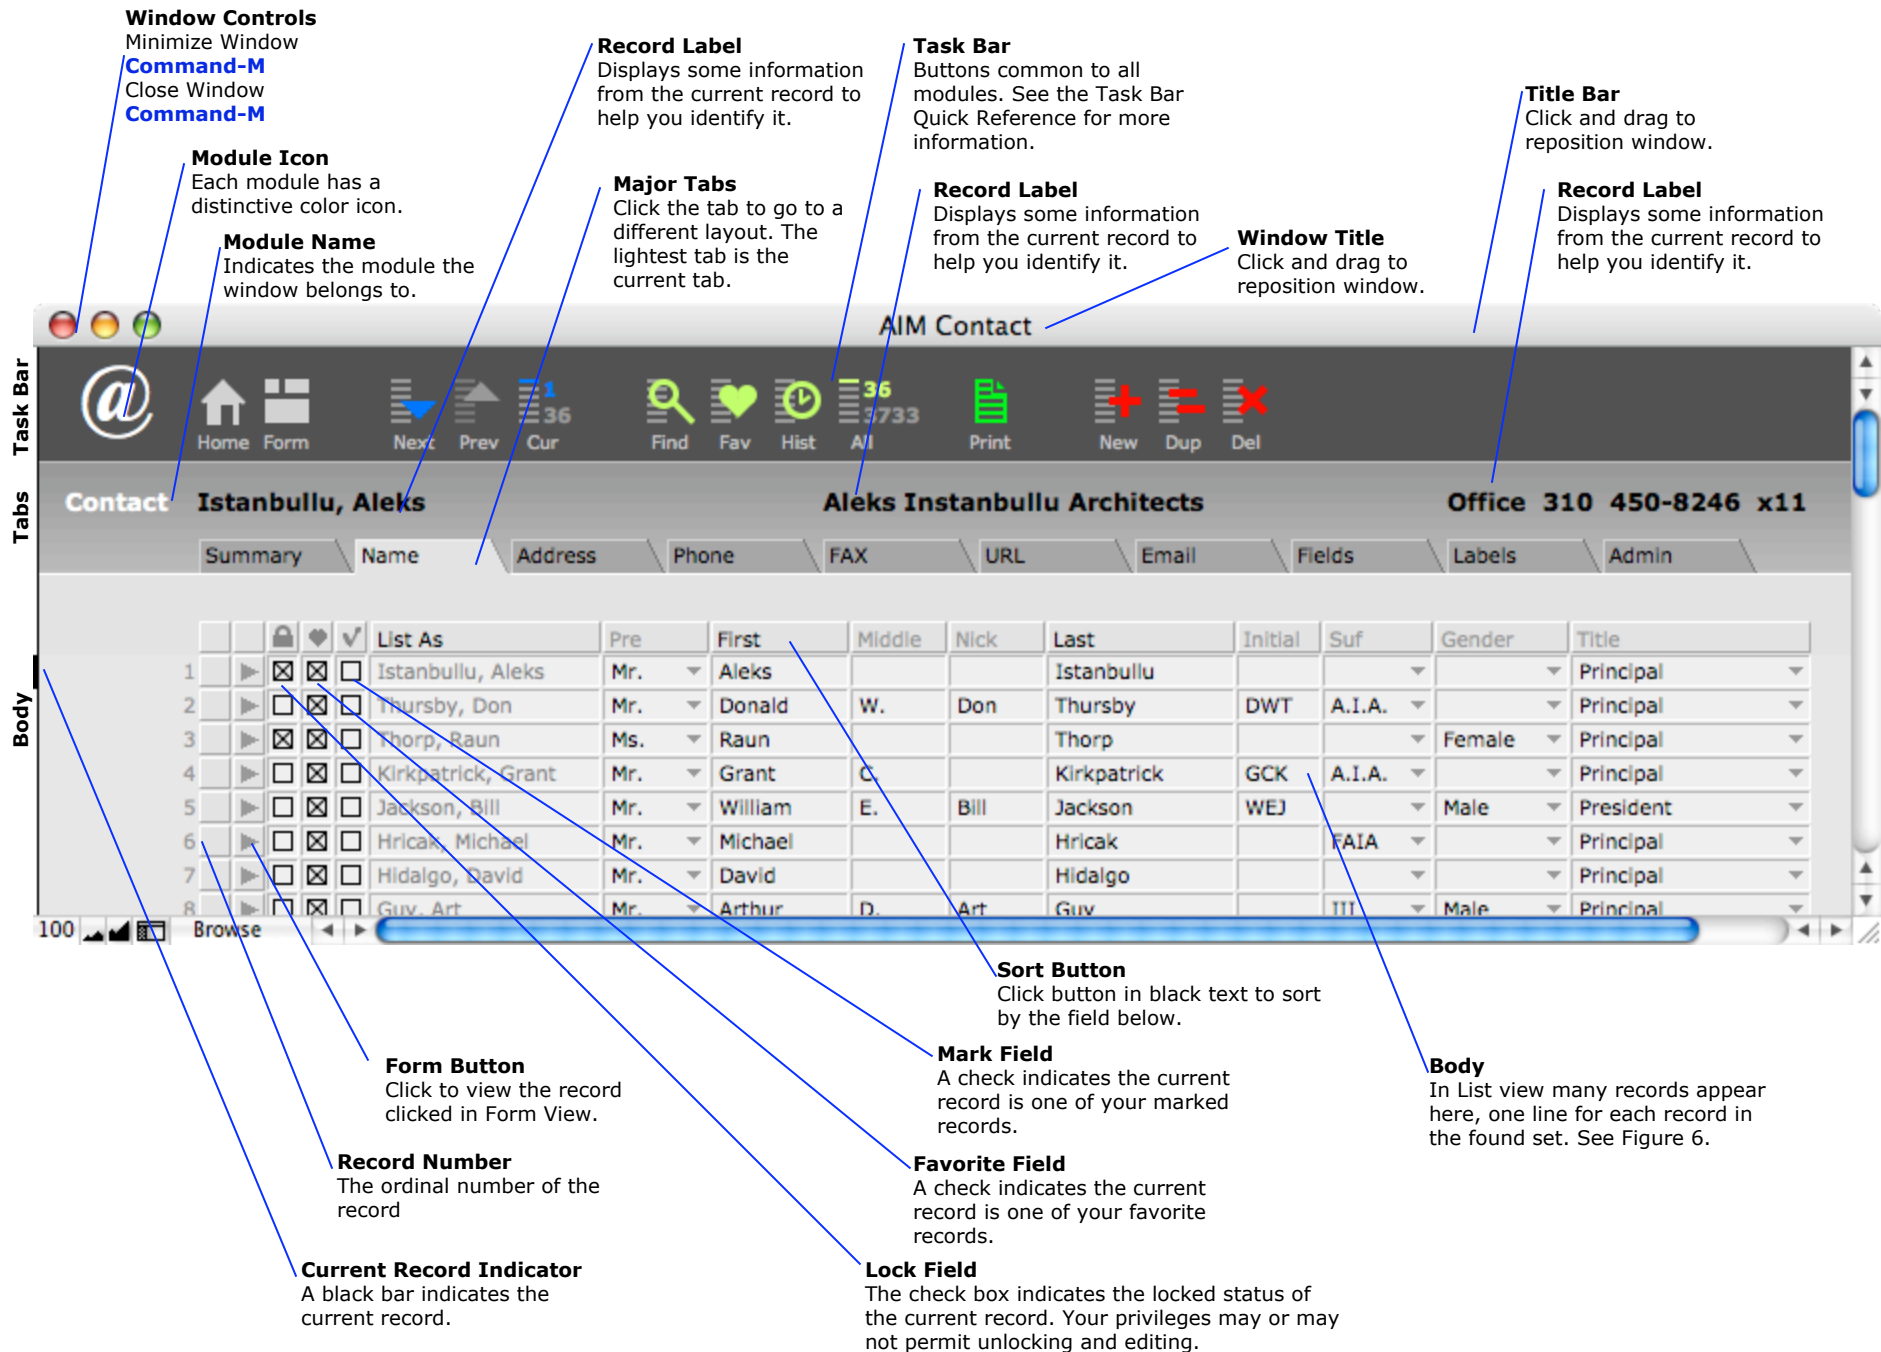 Window Controls
Minimize Window
Command-M
Close Window
Command-M
Record Label
Displays some information
from the current record to
help you identify it.
Task Bar
Buttons common to all
modules. See the Task Bar
Quick Reference for more
information.
Title Bar
Click and drag to
reposition window.
Module Icon
Each module has a
distinctive color icon.
Major Tabs
Click the tab to go to a
different layout. The
lightest tab is the
current tab.
Record Label
Displays some information
from the current record to
help you identify it.
Record Label
Displays some information
from the current record to
help you identify it.
Module Name
Indicates the module the
window belongs to.
Window Title
Click and drag to
reposition window.
AIM Contact
Task Bar
@
1
36
36
3733
Home Form Next Prev Cur Find Fav Hist All Print New Dup Del
Tabs
Contact Istanbullu, Aleks Aleks Instanbullu Architects Office 310 450-8246 x11
Summary Name Address Phone FAX URL Email Fields Labels Admin
Body
List As Pre First Middle Nick Last Initial Suf Gender Title
1 Istanbullu, Aleks Mr. Aleks Istanbullu Principal
2 Thursby, Don Mr. Donald W. Don Thursby DWT A.I.A. Principal
3 Thorp, Raun Ms. Raun Thorp Female Principal
4 Kirkpatrick, Grant Mr. Grant C. Kirkpatrick GCK A.I.A. Principal
5 Jackson, Bill Mr. William E. Bill Jackson WEJ Male President
6 Hricak, Michael Mr. Michael Hricak FAIA Principal
7 Hidalgo, David Mr. David Hidalgo Principal
8 Guy, Art Mr. Arthur D. Art Guy III Male Principal
100 Browse
Sort Button
Click button in black text to sort
by the field below.
Form Button
Click to view the record
clicked in Form View.
Mark Field
A check indicates the current
record is one of your marked
records.
Body
In List view many records appear
here, one line for each record in
the found set. See Figure 6.
Record Number
The ordinal number of the
record
Favorite Field
A check indicates the current
record is one of your favorite
records.
Current Record Indicator
A black bar indicates the
current record.
Lock Field
The check box indicates the locked status of
the current record. Your privileges may or may
not permit unlocking and editing.